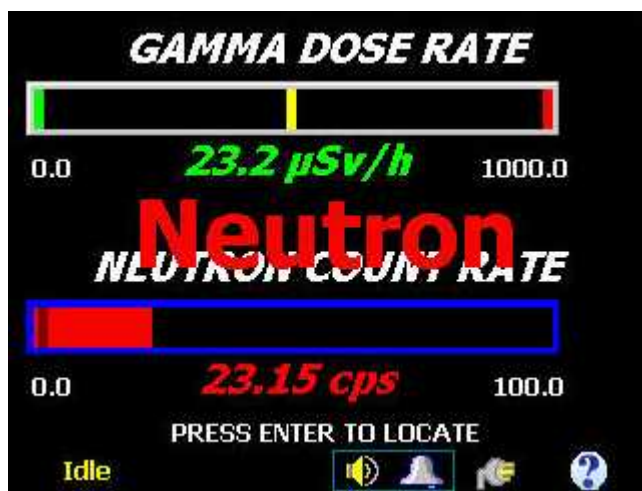 GAMMA DOSE RATE
0.0 23.2 µSv/h 1000.0
Neutron
NEUTRON COUNT RATE
0.0 23.15 cps 100.0
PRESS ENTER TO LOCATE
Idle ?